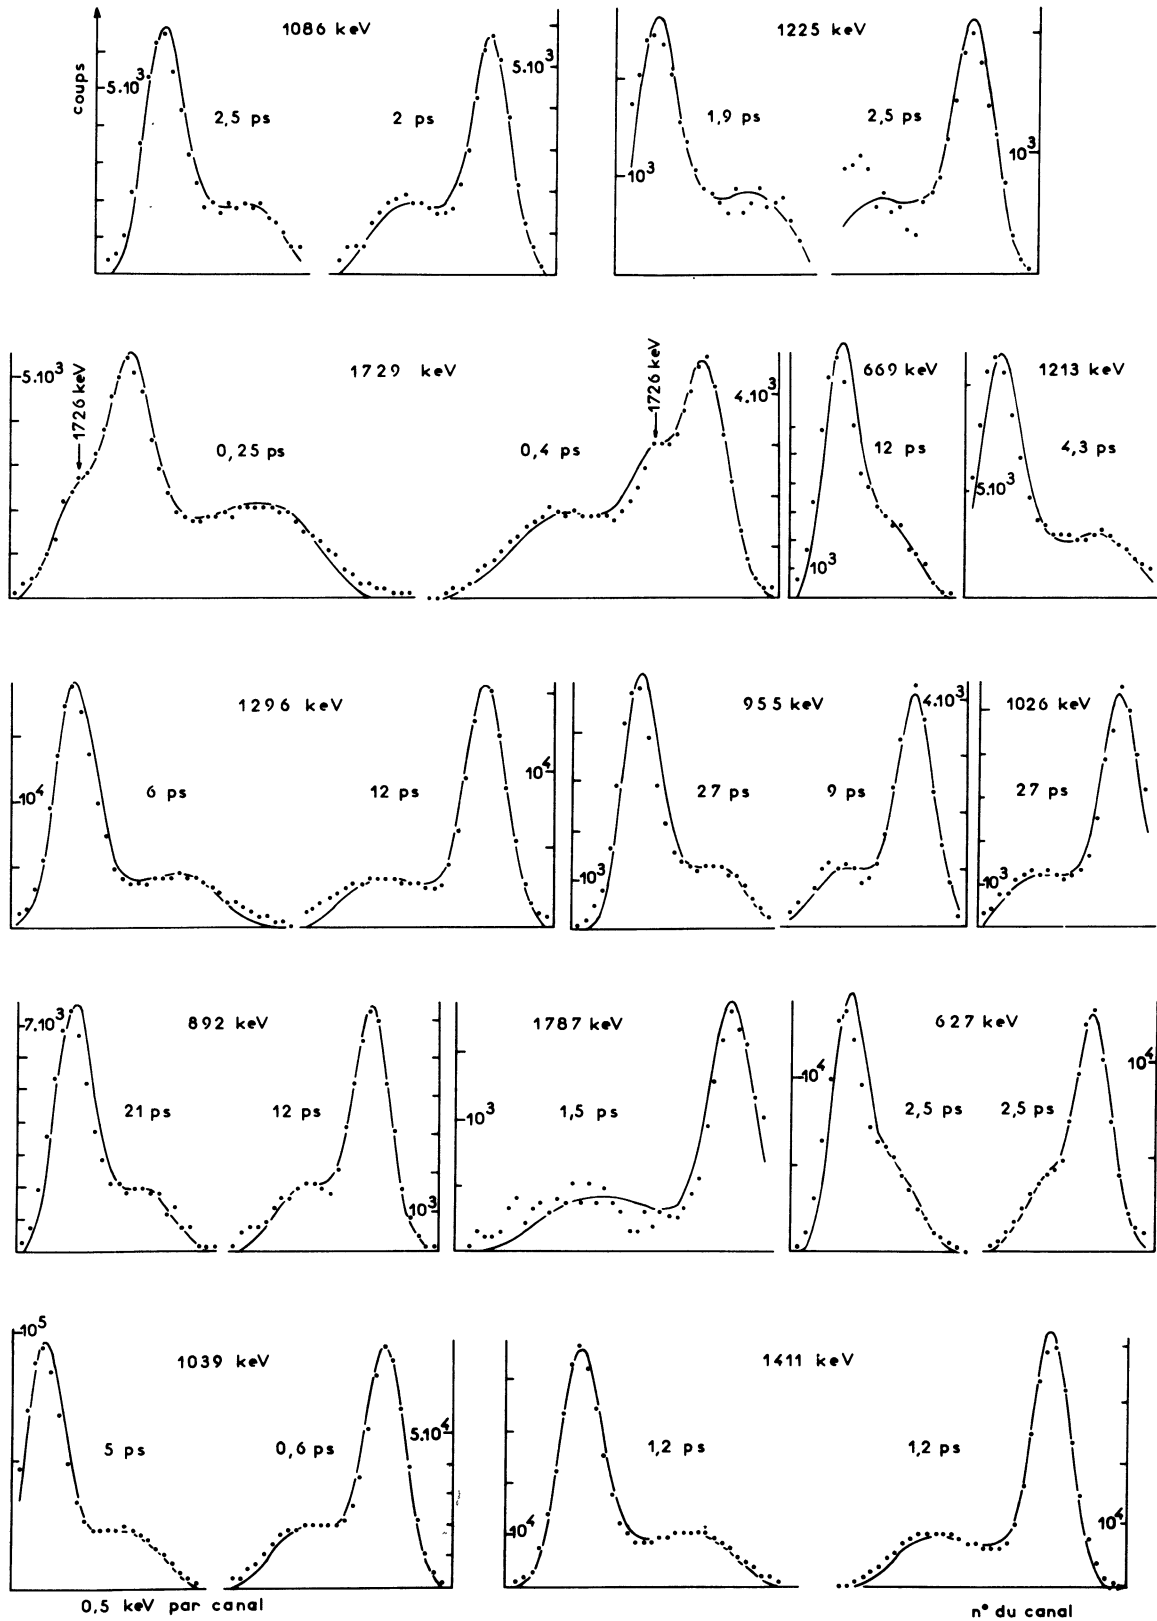 coups
1086 keV
5.10³
2,5 ps
2 ps
5.10³
1225 keV
10³
1,9 ps
2,5 ps
10³
5.10³
1726 keV
1729 keV
0,25 ps
0,4 ps
1726 keV
4.10³
669 keV
12 ps
10³
1213 keV
4,3 ps
5.10³
1296 keV
10⁴
6 ps
12 ps
10⁴
955 keV
4.10³
27 ps
9 ps
10³
1026 keV
27 ps
10³
7.10³
892 keV
21 ps
12 ps
10³
1787 keV
10³
1,5 ps
627 keV
10⁴
2,5 ps
2,5 ps
10⁴
10⁵
1039 keV
5 ps
0,6 ps
5.10⁴
1411 keV
1,2 ps
1,2 ps
10⁴
10⁴
0,5 keV par canal
n° du canal